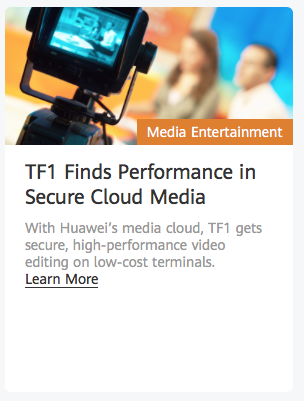 Media Entertainment
TF1 Finds Performance in
Secure Cloud Media
With Huawei's media cloud, TF1 gets
secure, high-performance video
editing on low-cost terminals.
Learn More